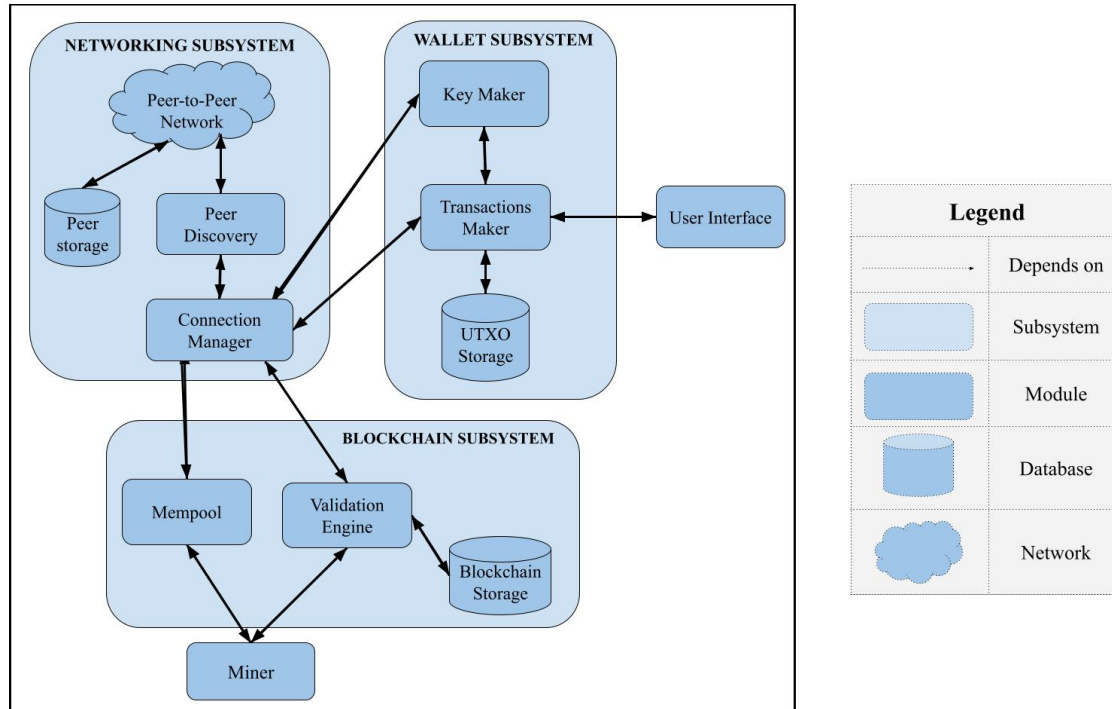 NETWORKING SUBSYSTEM
Peer-to-Peer
Network
Peer
storage
Peer
Discovery
Connection
Manager
WALLET SUBSYSTEM
Key Maker
Transactions
Maker
UTXO
Storage
User Interface
BLOCKCHAIN SUBSYSTEM
Mempool
Validation
Engine
Blockchain
Storage
Miner
Legend
Depends on
Subsystem
Module
Database
Network